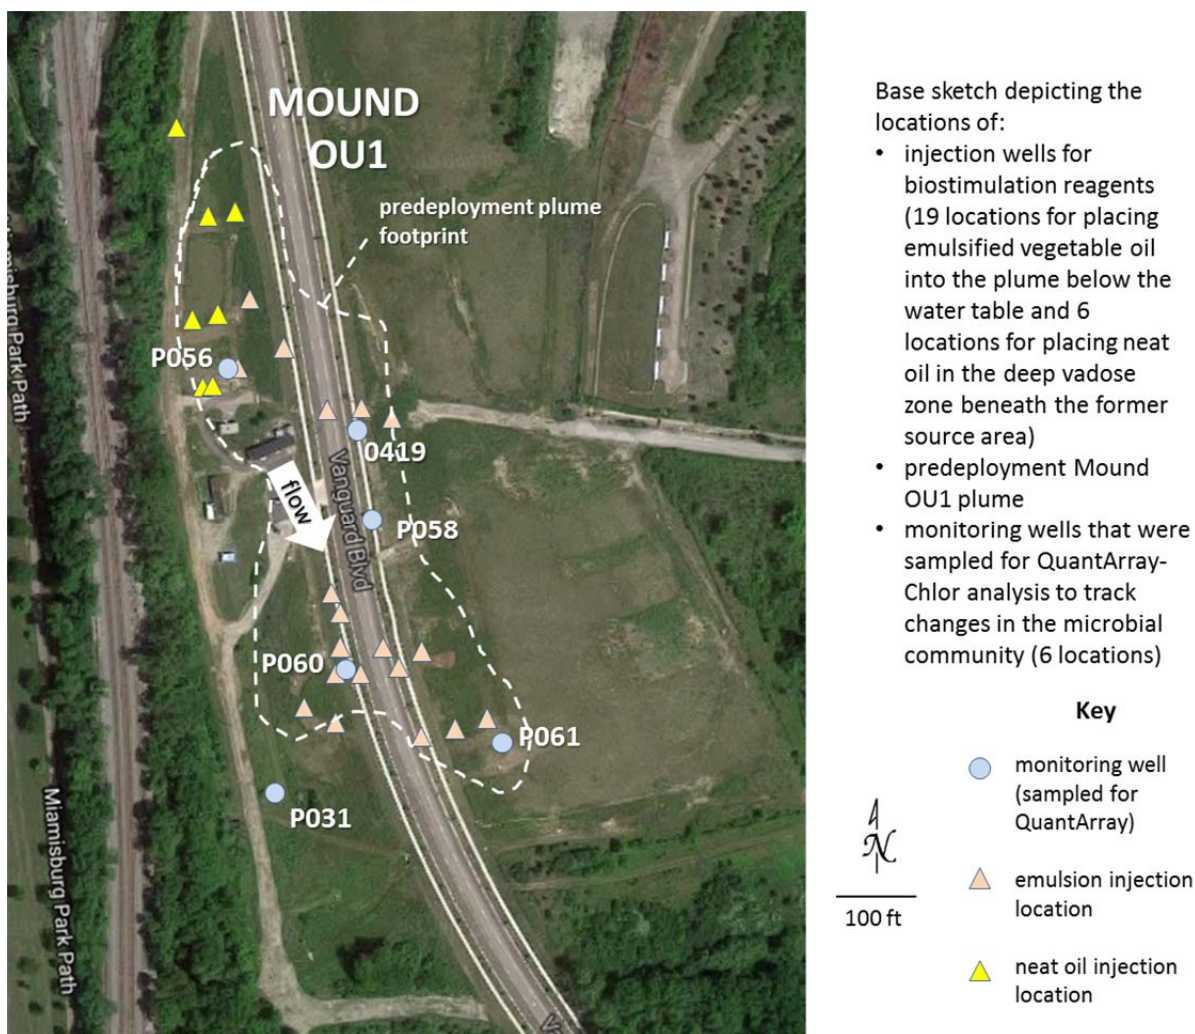 MOUND
OU1
predeployment plume
footprint
P056
0419
flow
Vanguard Blvd
P058
P060
P061
P031
Miamisburg Park Path
Miamisburg Park Path
Base sketch depicting the
locations of:
• injection wells for
biostimulation reagents
(19 locations for placing
emulsified vegetable oil
into the plume below the
water table and 6
locations for placing neat
oil in the deep vadose
zone beneath the former
source area)
• predeployment Mound
OU1 plume
• monitoring wells that were
sampled for QuantArray-
Chlor analysis to track
changes in the microbial
community (6 locations)
Key
monitoring well
(sampled for
QuantArray)
emulsion injection
location
neat oil injection
location
N
100 ft